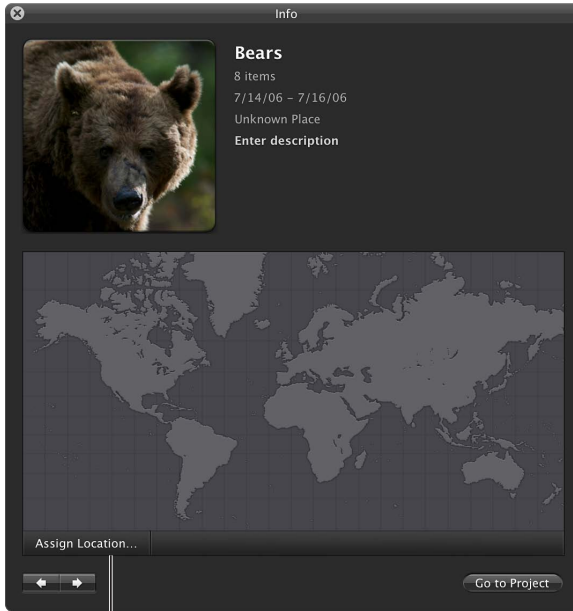 Info
Bears
8 items
7/14/06 – 7/16/06
Unknown Place
Enter description
Assign Location...
Go to Project